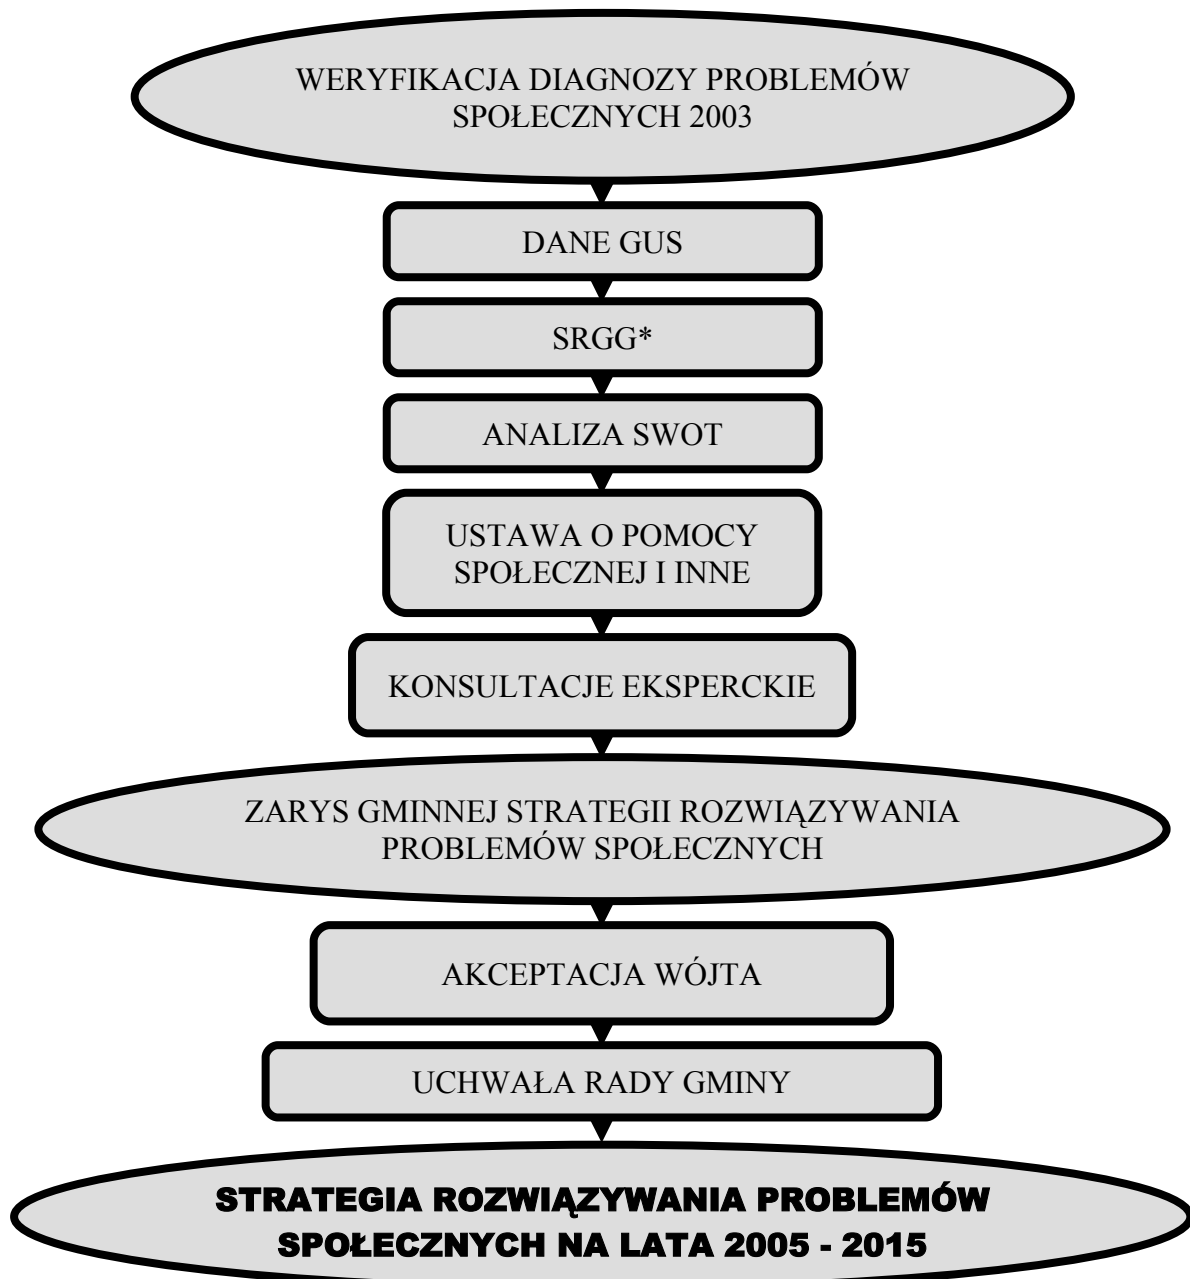 WERYFIKACJA DIAGNOZY PROBLEMÓW
SPOŁECZNYCH 2003
DANE GUS
SRGG*
ANALIZA SWOT
USTAWA O POMOCY
SPOŁECZNEJ I INNE
KONSULTACJE EKSPERCKIE
ZARYS GMINNEJ STRATEGII ROZWIĄZYWANIA
PROBLEMÓW SPOŁECZNYCH
AKCEPTACJA WÓJTA
UCHWAŁA RADY GMINY
STRATEGIA ROZWIĄZYWANIA PROBLEMÓW
SPOŁECZNYCH NA LATA 2005 - 2015